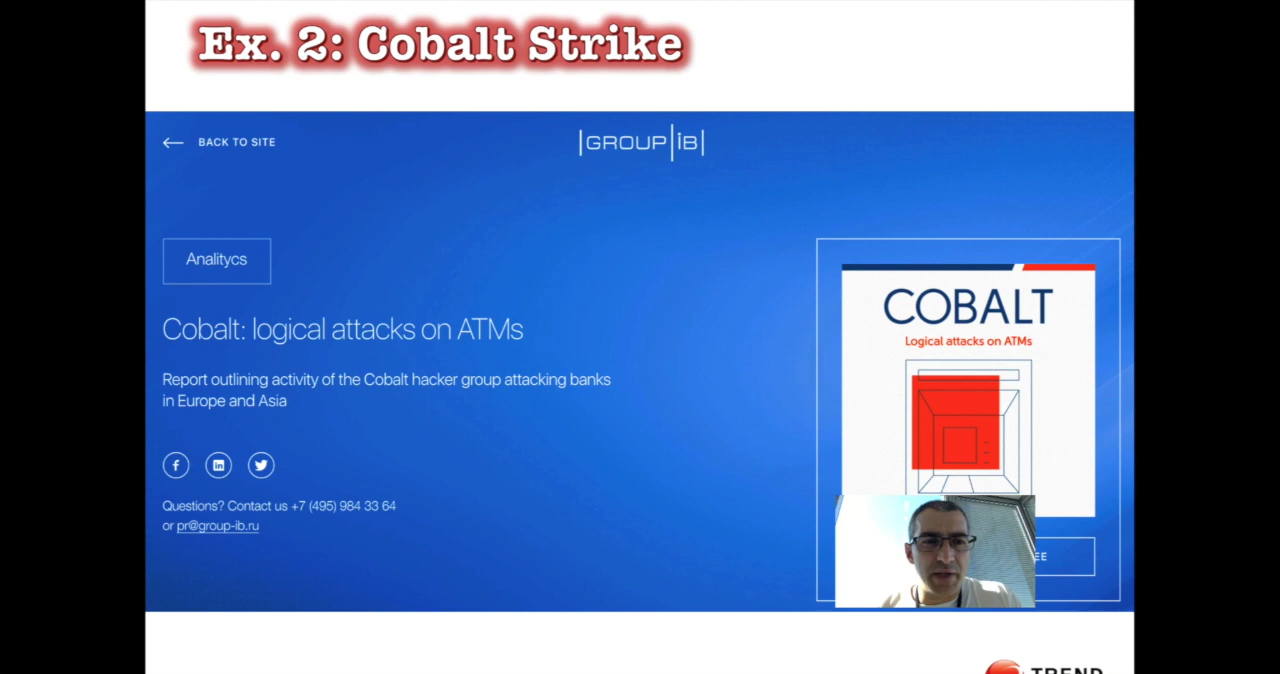 Ex. 2: Cobalt Strike
BACK TO SITE
|GROUP|iB|
Analitycs
Cobalt: logical attacks on ATMs
Report outlining activity of the Cobalt hacker group attacking banks
in Europe and Asia
Questions? Contact us +7 (495) 984 33 64
or pr@group-ib.ru
COBALT
Logical attacks on ATMs
EE
TREND